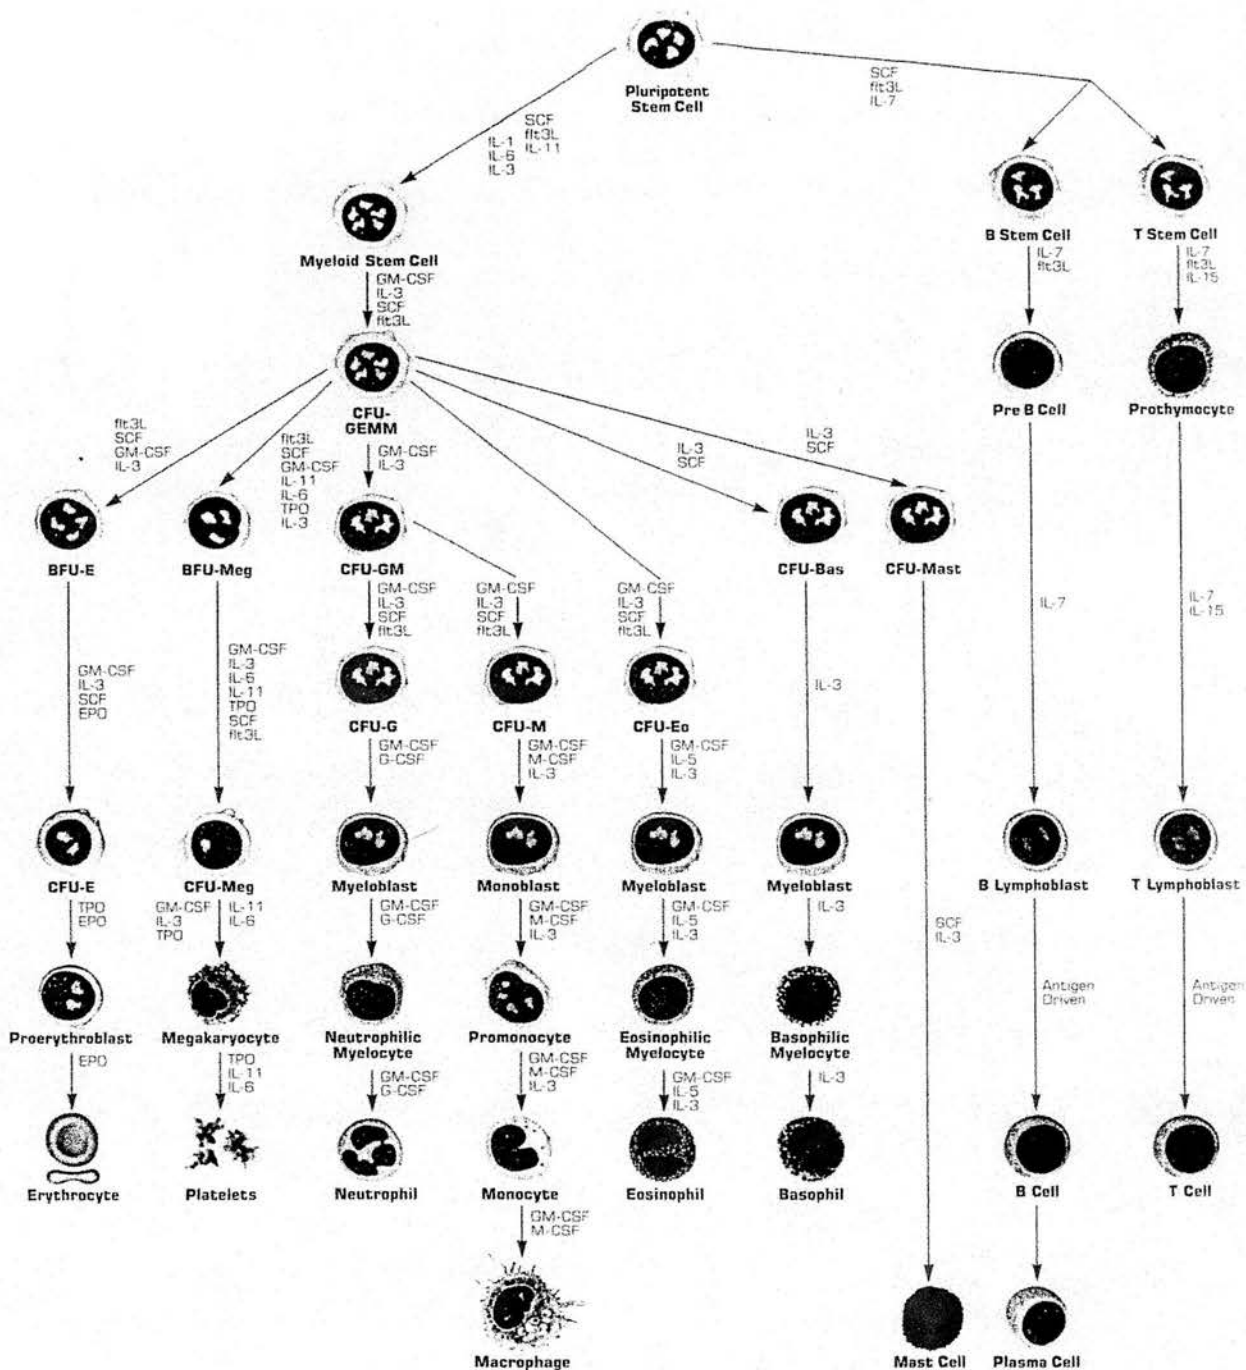 Pluripotent
Stem Cell
SCF
flt3L
IL-7
SCF
flt3L
IL-11
IL-1
IL-6
IL-3
Myeloid Stem Cell
B Stem Cell
T Stem Cell
GM-CSF
IL-3
SCF
flt3L
IL-7
flt3L
IL-7
flt3L
IL-15
CFU-
GEMM
Pre B Cell
Prothymocyte
flt3L
SCF
GM-CSF
IL-3
flt3L
SCF
GM-CSF
IL-11
IL-6
TPO
IL-3
GM-CSF
IL-3
IL-3
SCF
IL-3
SCF
BFU-E
BFU-Meg
CFU-GM
CFU-Bas
CFU-Mast
GM-CSF
IL-3
SCF
EPO
GM-CSF
IL-3
IL-6
IL-11
TPO
SCF
flt3L
GM-CSF
IL-3
SCF
flt3L
GM-CSF
IL-3
SCF
flt3L
GM-CSF
IL-3
SCF
flt3L
IL-3
IL-7
IL-7
IL-15
CFU-G
CFU-M
CFU-Eo
GM-CSF
G-CSF
GM-CSF
M-CSF
IL-3
GM-CSF
IL-5
IL-3
CFU-E
CFU-Meg
Myeloblast
Monoblast
Myeloblast
Myeloblast
B Lymphoblast
T Lymphoblast
TPO
EPO
GM-CSF
IL-3
TPO
IL-11
IL-6
GM-CSF
G-CSF
GM-CSF
M-CSF
IL-3
GM-CSF
IL-5
IL-3
IL-3
SCF
IL-3
Antigen
Driven
Antigen
Driven
Proerythroblast
Megakaryocyte
Neutrophilic
Myelocyte
Promonocyte
Eosinophilic
Myelocyte
Basophilic
Myelocyte
EPO
TPO
IL-11
IL-6
GM-CSF
G-CSF
GM-CSF
M-CSF
IL-3
GM-CSF
IL-5
IL-3
IL-3
Erythrocyte
Platelets
Neutrophil
Monocyte
Eosinophil
Basophil
B Cell
T Cell
GM-CSF
M-CSF
Macrophage
Mast Cell
Plasma Cell